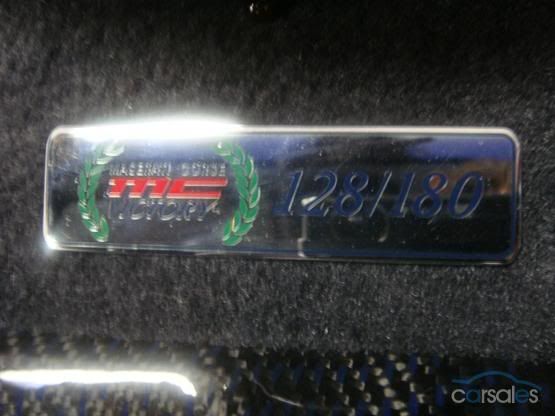 MASERATI CORSE
MC
VICTORY
128/180
carsales